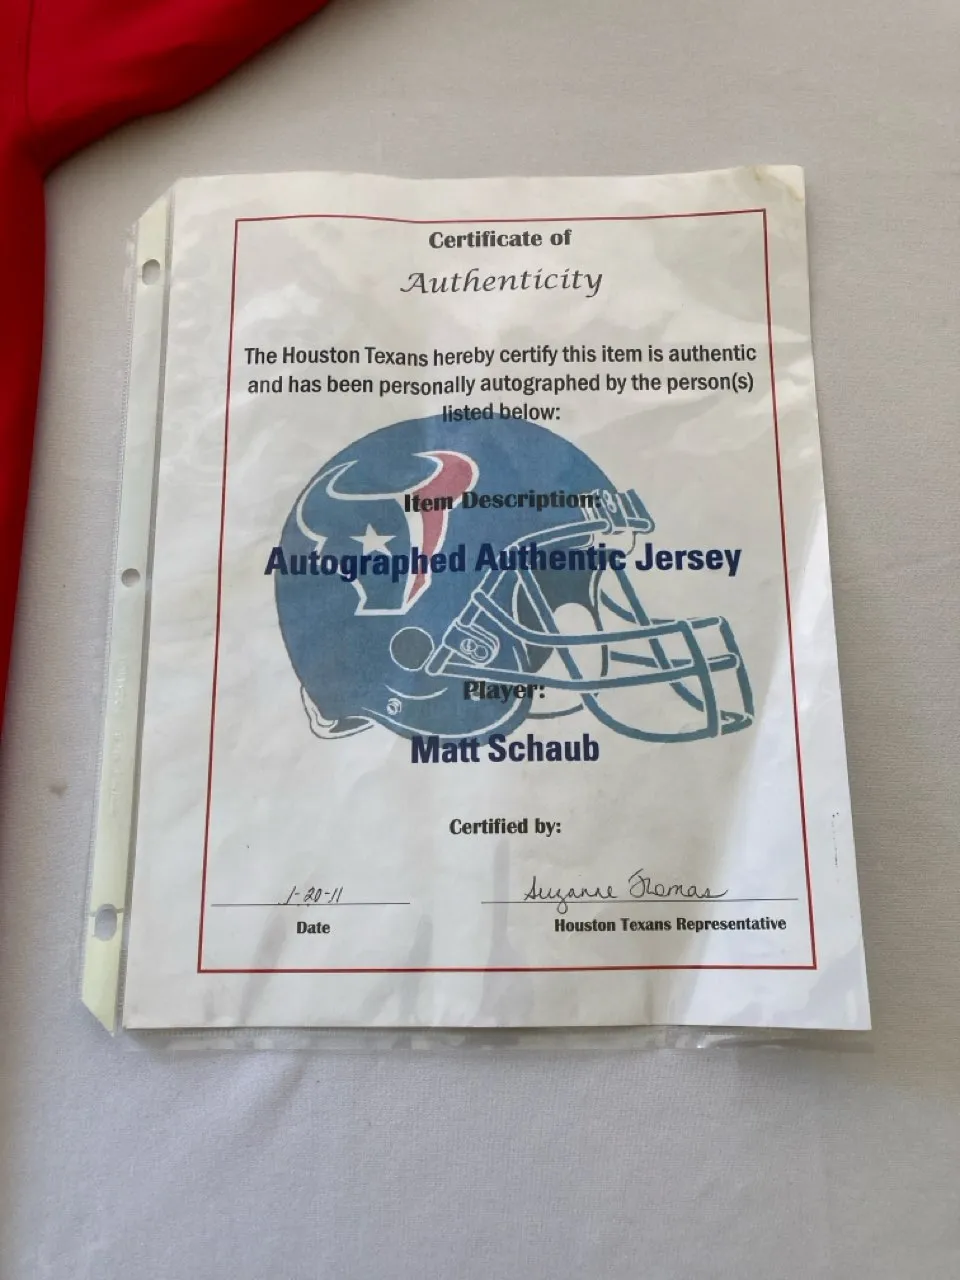 Certificate of
Authenticity
The Houston Texans hereby certify this item is authentic
and has been personally autographed by the person(s)
listed below:
Item Description:
Autographed Authentic Jersey
Player:
Matt Schaub
Certified by:
1-20-11 Suzanne Thomas
Date Houston Texans Representative